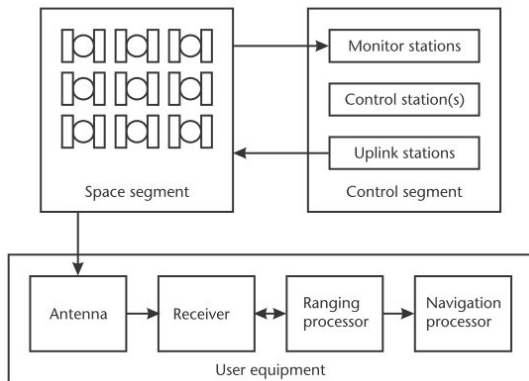 Monitor stations
Control station(s)
Uplink stations
Space segment
Control segment
Antenna
Receiver
Ranging
processor
Navigation
processor
User equipment